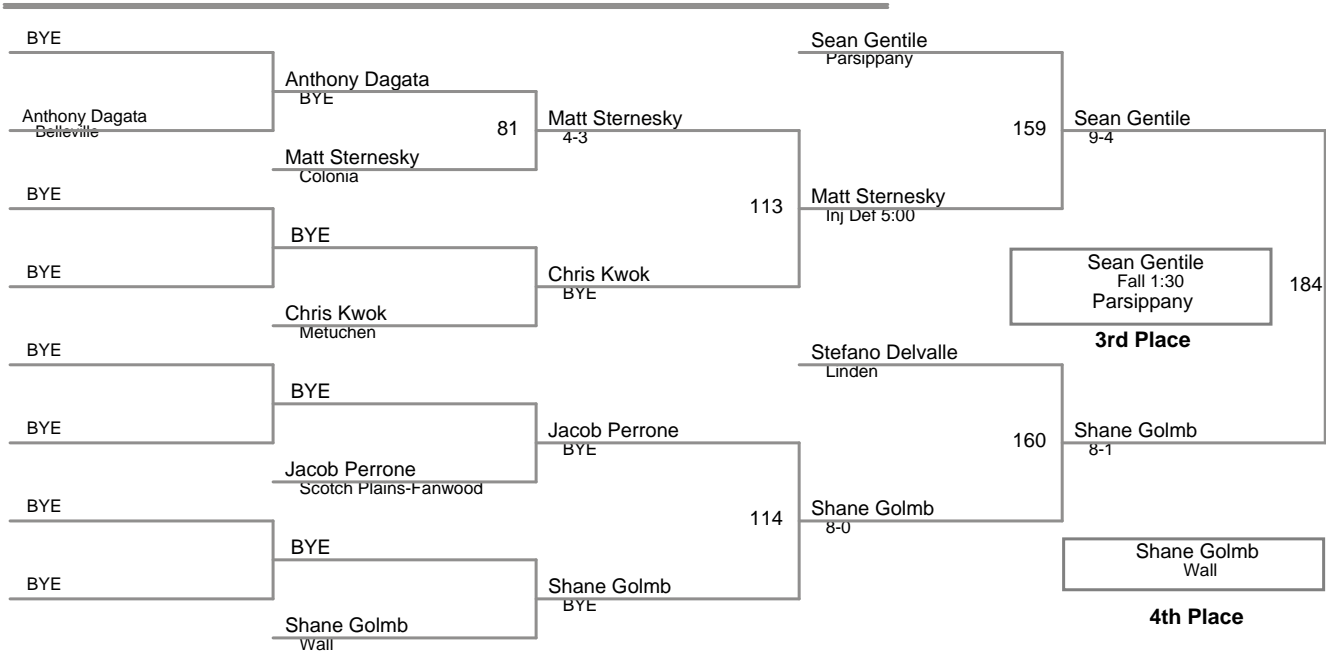 BYE
Anthony Dagata
Belleville
BYE
BYE
BYE
BYE
BYE
BYE
Anthony Dagata
BYE
81
Matt Sternesky
Colonia
BYE
Chris Kwok
Metuchen
BYE
Jacob Perrone
Scotch Plains-Fanwood
BYE
Shane Golmb
Wall
Matt Sternesky
4-3
113
Chris Kwok
BYE
Jacob Perrone
BYE
114
Shane Golmb
BYE
Sean Gentile
Parsippany
159
Matt Sternesky
Inj Def 5:00
Stefano Delvalle
Linden
160
Shane Golmb
8-0
Sean Gentile
9-4
Sean Gentile
Fall 1:30
Parsippany
184
3rd Place
Shane Golmb
8-1
Shane Golmb
Wall
4th Place